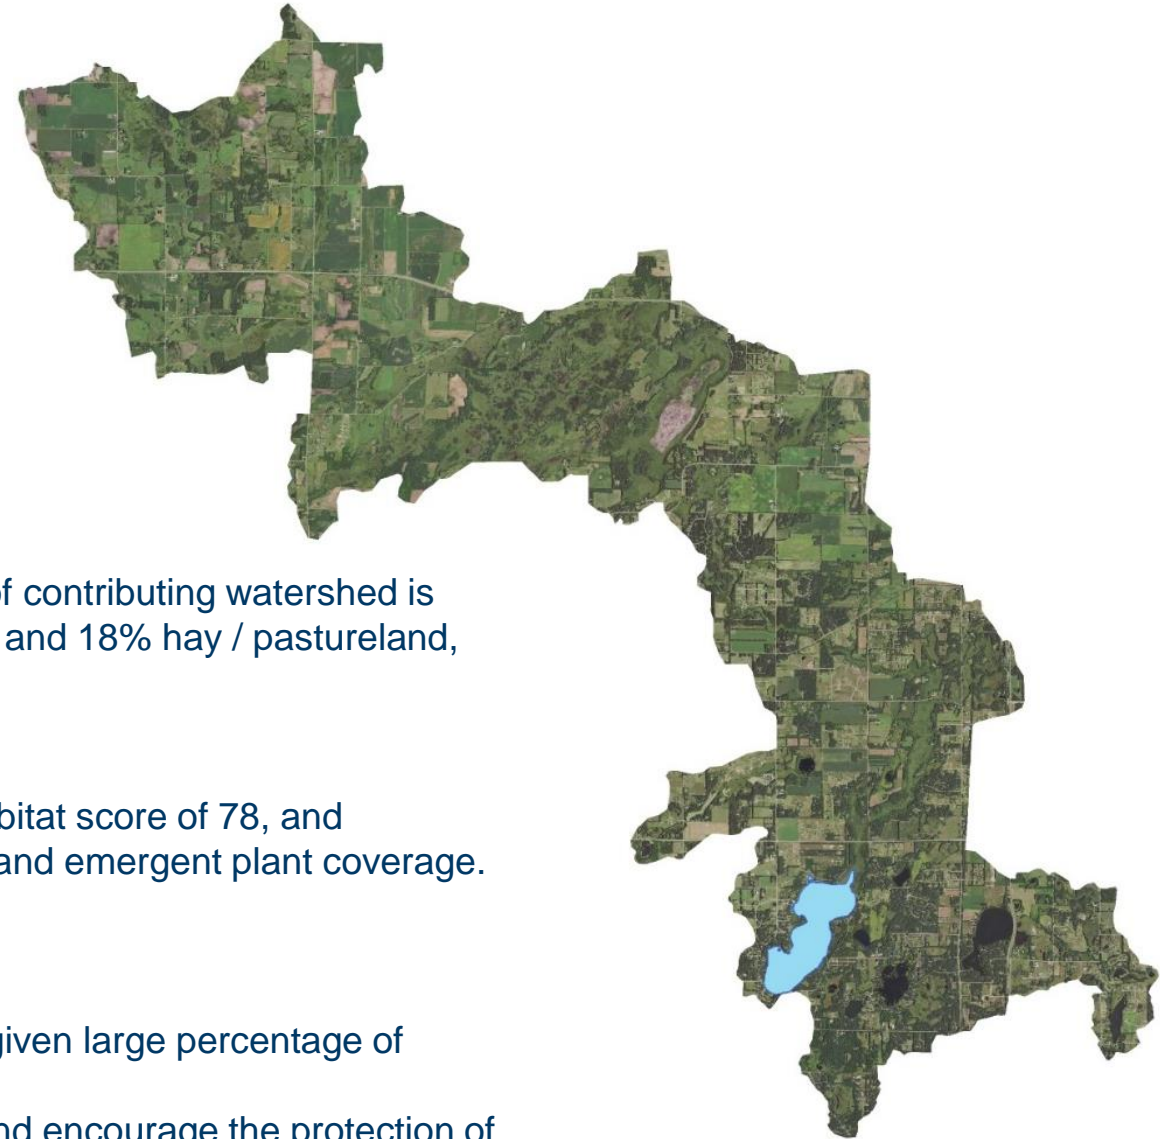 of contributing watershed is
and 18% hay / pastureland,
bitat score of 78, and
and emergent plant coverage.
given large percentage of
nd encourage the protection of